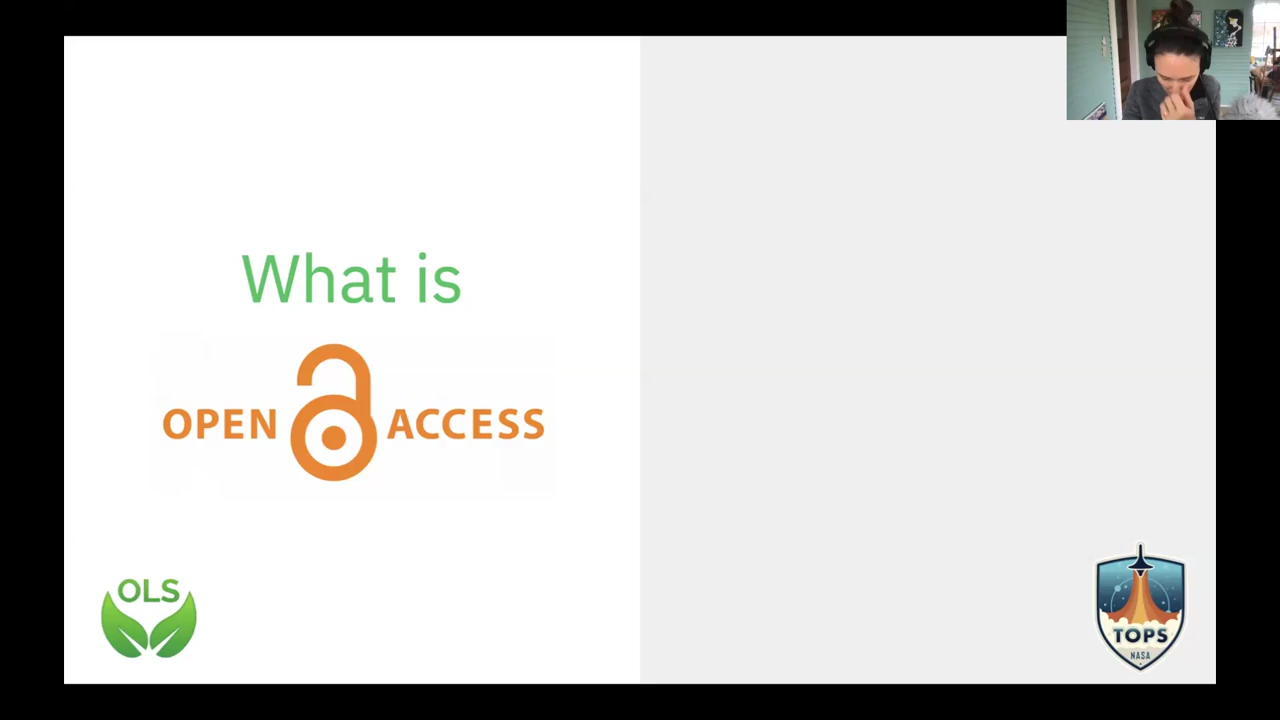 What is
OPEN ACCESS
OLS
TOPS
NASA